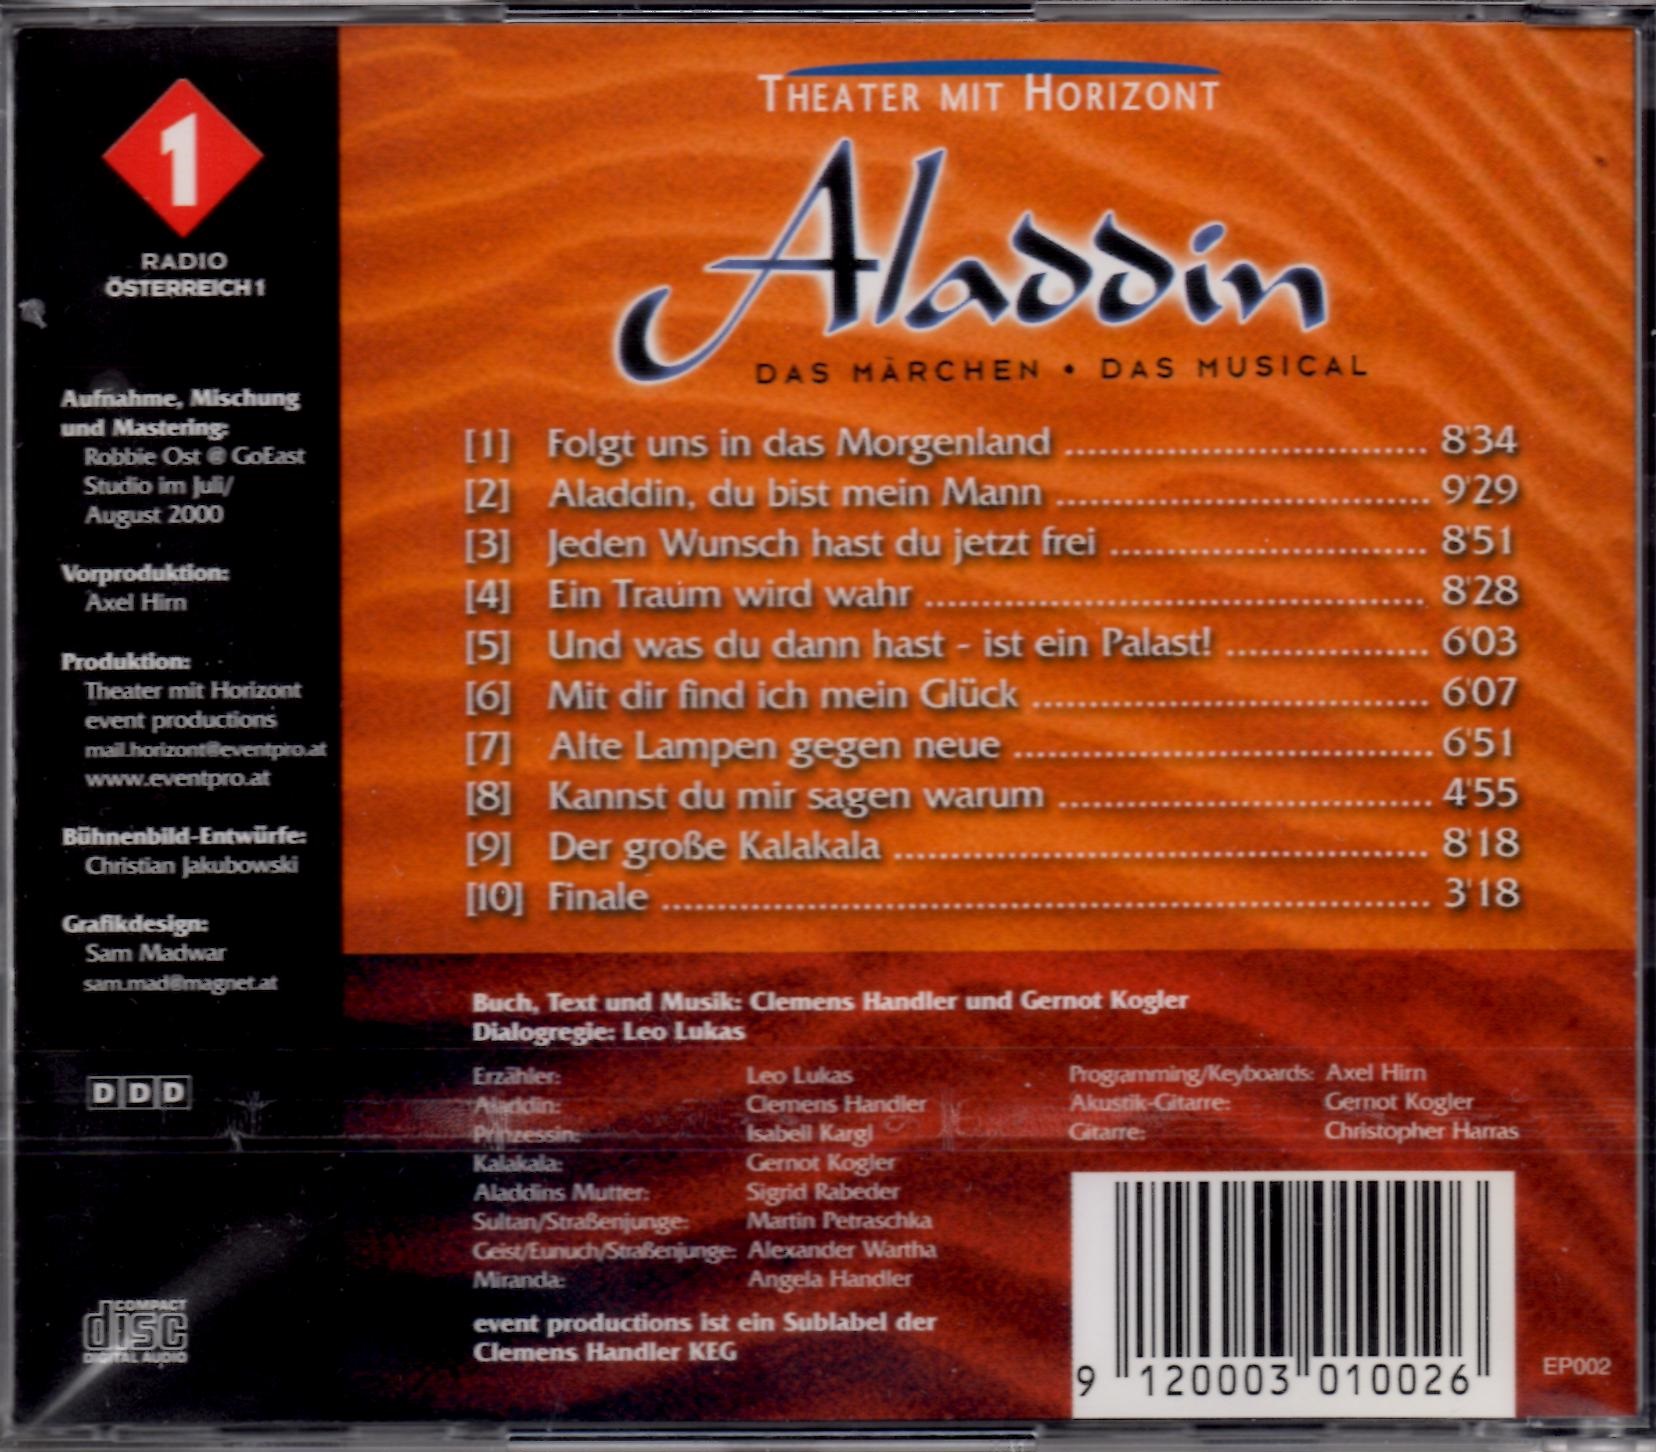 1
RADIO
ÖSTERREICH 1
Aufnahme, Mischung
und Mastering:
Robbie Ost @ GoEast
Studio im Juli/
August 2000
Vorproduktion:
Axel Hirn
Produktion:
Theater mit Horizont
event productions
mail.horizont@eventpro.at
www.eventpro.at
Bühnenbild-Entwürfe:
Christian Jakubowski
Grafikdesign:
Sam Madwar
sam.mad@magnet.at
DDD
COMPACT
disc
DIGITAL AUDIO
THEATER MIT HORIZONT
Aladdin
DAS MÄRCHEN • DAS MUSICAL
[1] Folgt uns in das Morgenland 8'34
[2] Aladdin, du bist mein Mann 9'29
[3] Jeden Wunsch hast du jetzt frei 8'51
[4] Ein Traum wird wahr 8'28
[5] Und was du dann hast - ist ein Palast! 6'03
[6] Mit dir find ich mein Glück 6'07
[7] Alte Lampen gegen neue 6'51
[8] Kannst du mir sagen warum 4'55
[9] Der große Kalakala 8'18
[10] Finale 3'18
Buch, Text und Musik: Clemens Handler und Gernot Kogler
Dialogregie: Leo Lukas
Erzähler: Leo Lukas
Aladdin: Clemens Handler
Prinzessin: Isabell Kargl
Kalakala: Gernot Kogler
Aladdins Mutter: Sigrid Rabeder
Sultan/Straßenjunge: Martin Petraschka
Geist/Eunuch/Straßenjunge: Alexander Wartha
Miranda: Angela Handler
Programming/Keyboards: Axel Hirn
Akustik-Gitarre: Gernot Kogler
Gitarre: Christopher Harras
event productions ist ein Sublabel der
Clemens Handler KEG
9 120003 010026
EP002